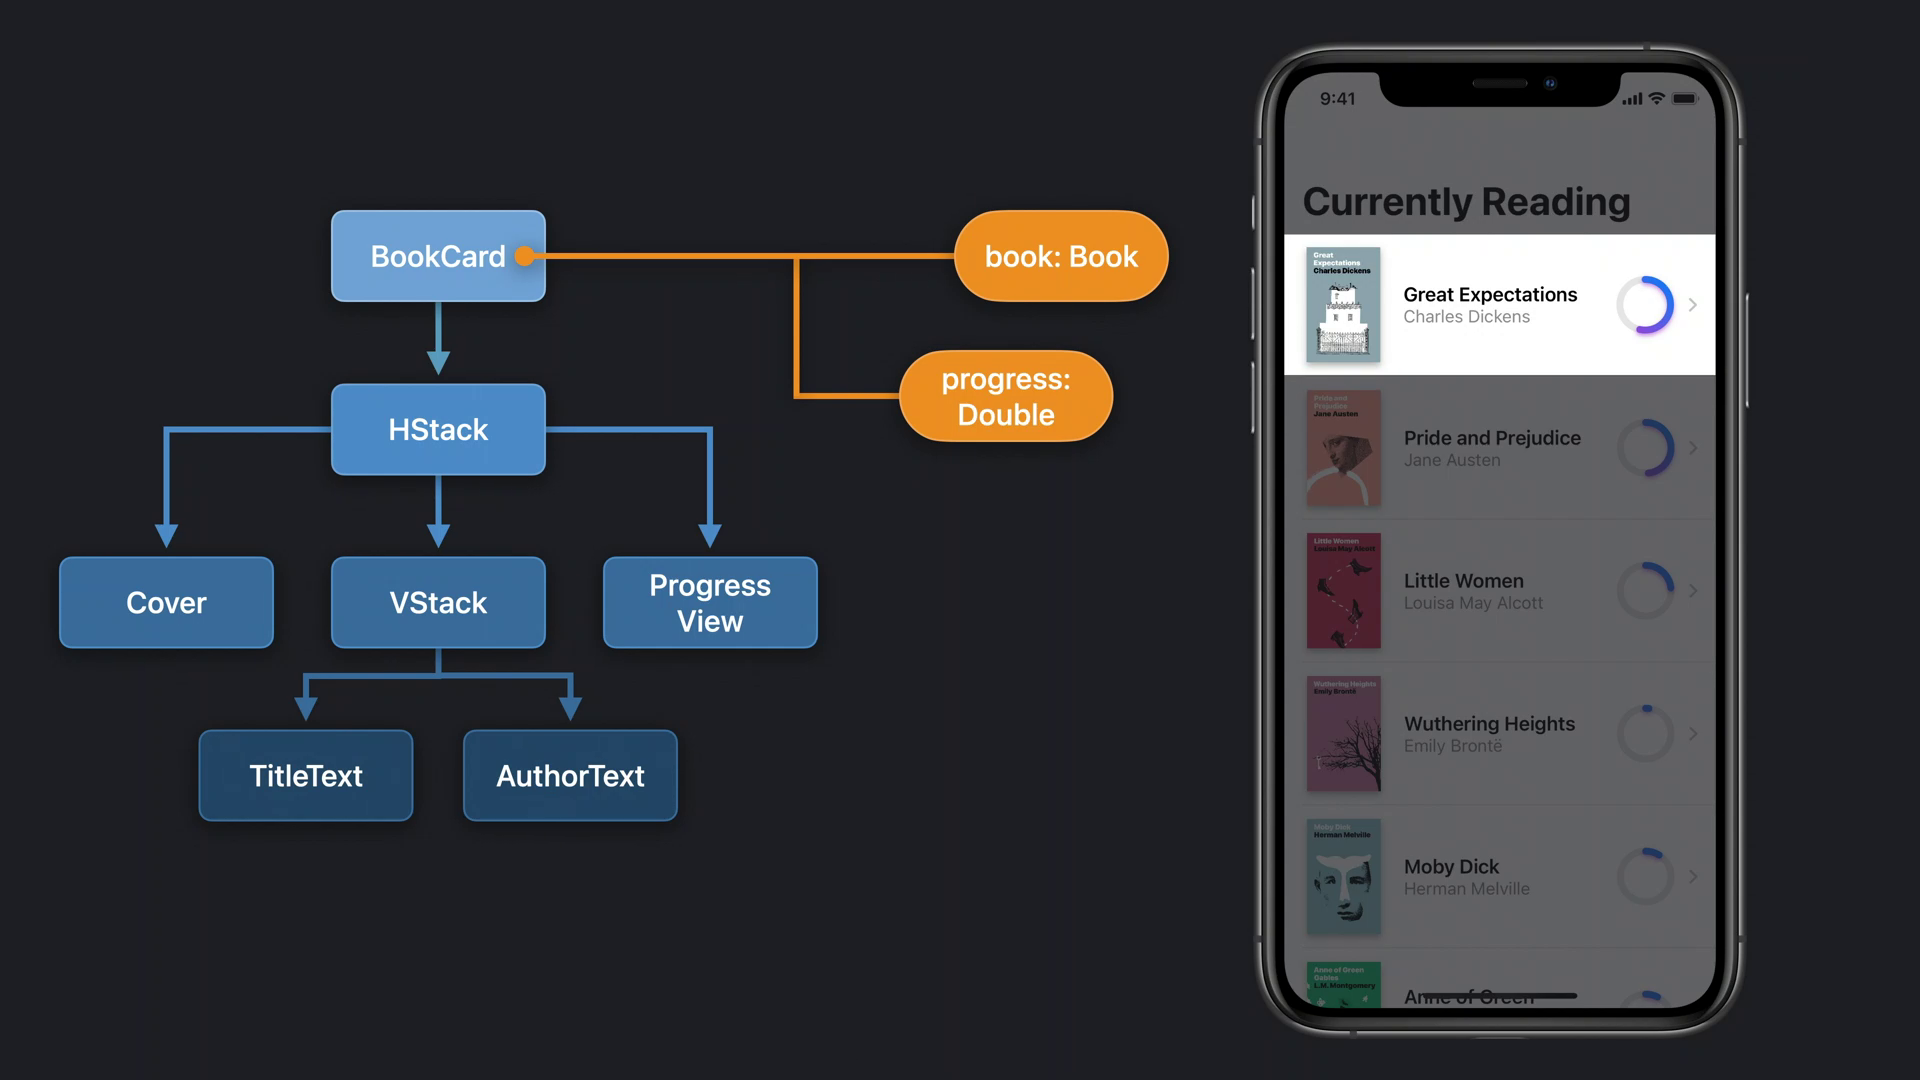 BookCard
book: Book
progress:
Double
HStack
Cover
VStack
Progress
View
TitleText
AuthorText
9:41
Currently Reading
Great
Expectations
Charles Dickens
Great Expectations
Charles Dickens
Pride and
Prejudice
Jane Austen
Pride and Prejudice
Jane Austen
Little Women
Louisa May Alcott
Little Women
Louisa May Alcott
Wuthering Heights
Emily Brontë
Wuthering Heights
Emily Brontë
Moby Dick
Herman Melville
Moby Dick
Herman Melville
Anne of Green
Gables
L.M. Montgomery
Anne of Green